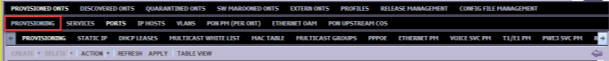 PROVISIONED ONTS DISCOVERED ONTS QUARANTINED ONTS SW MAROONED ONTS EXTERN ONTS PROFILES RELEASE MANAGEMENT CONFIG FILE MANAGEMENT
PROVISIONING SERVICES PORTS IP HOSTS VLANS PON PM (PER ONT) ETHERNET OAM PON UPSTREAM COS
PROVISIONING STATIC IP DHCP LEASES MULTICAST WHITE LIST MAC TABLE MULTICAST GROUPS PPPOE ETHERNET PM VOICE SVC PM T1/E1 PM PWE3 SVC PM
CREATE DELETE ACTION REFRESH APPLY TABLE VIEW